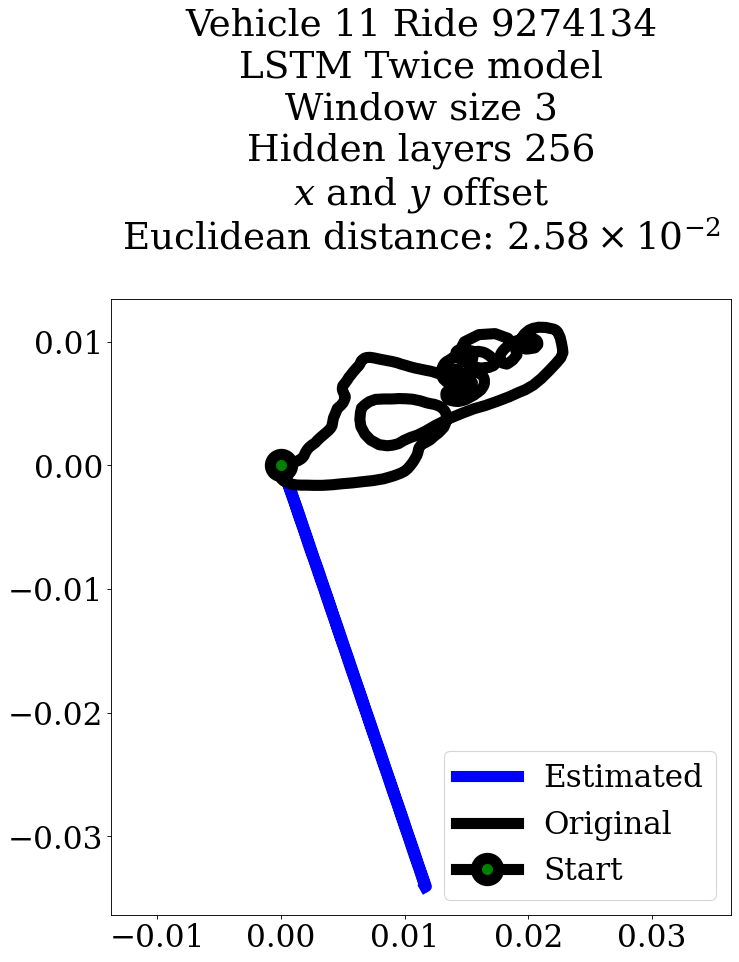 Vehicle 11 Ride 9274134
LSTM Twice model
Window size 3
Hidden layers 256
x and y offset
Euclidean distance: 2.58 × 10⁻²
0.01
0.00
−0.01
−0.02
−0.03
Estimated
Original
Start
−0.01 0.00 0.01 0.02 0.03